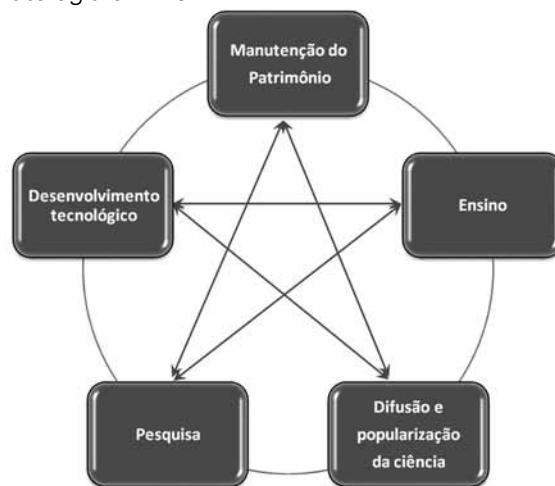 Manutenção do
Patrimônio
Desenvolvimento
tecnológico
Ensino
Pesquisa
Difusão e
popularização
da ciência